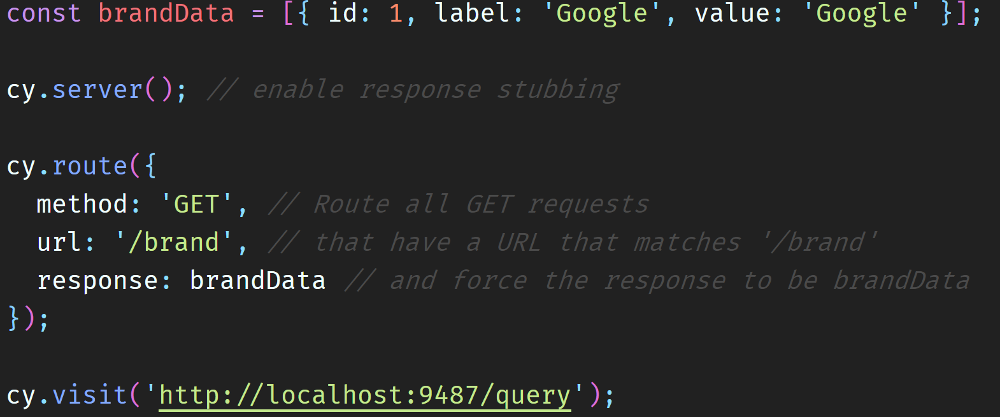 const brandData = [{ id: 1, label: 'Google', value: 'Google' }];
cy.server(); // enable response stubbing
cy.route({
  method: 'GET', // Route all GET requests
  url: '/brand', // that have a URL that matches '/brand'
  response: brandData // and force the response to be brandData
});
cy.visit('http://localhost:9487/query');